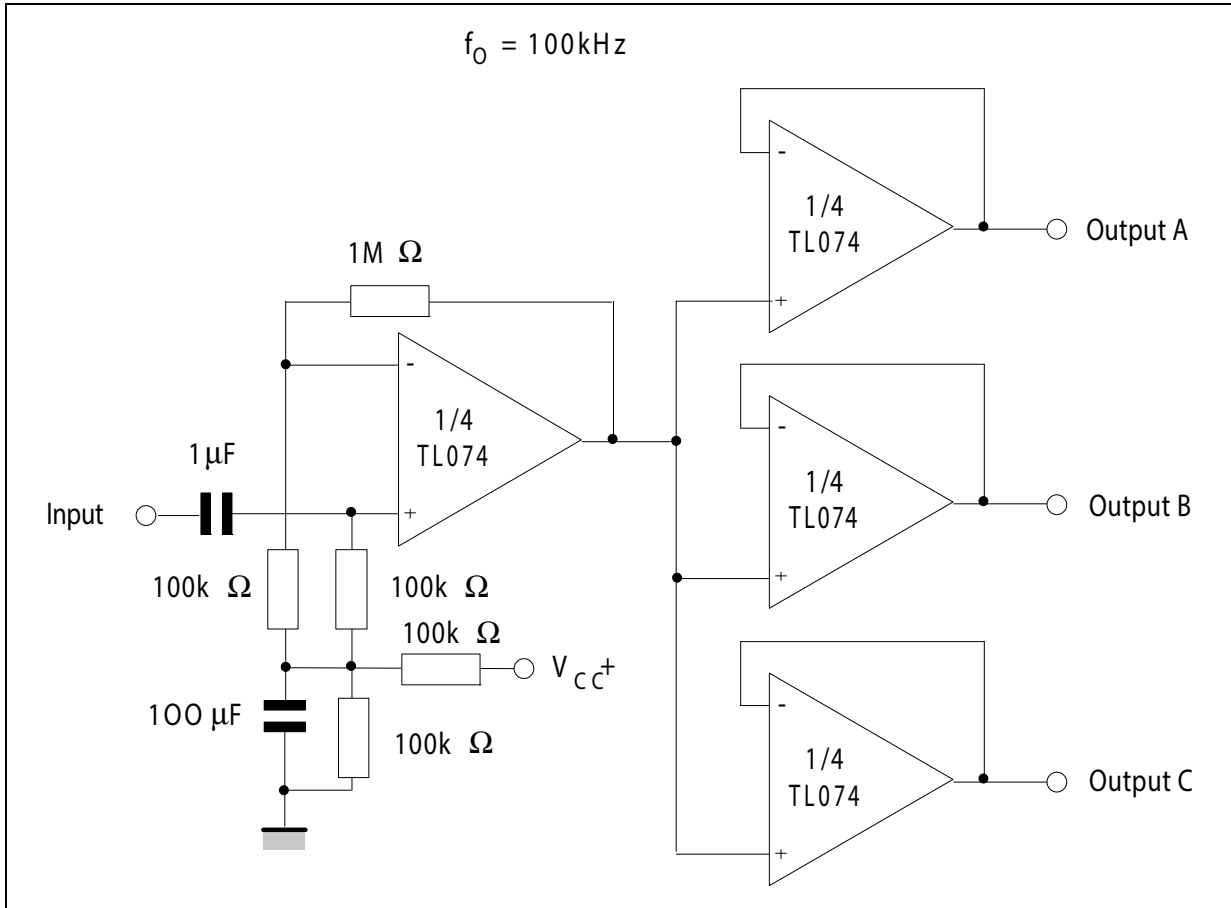 fO = 100kHz
-
1/4
TL074
+
Output A
1M Ω
-
1/4
TL074
+
1μF
Input
-
1/4
TL074
+
Output B
100k Ω
100k Ω
100k Ω
VCC+
100 μF
100k Ω
-
1/4
TL074
+
Output C